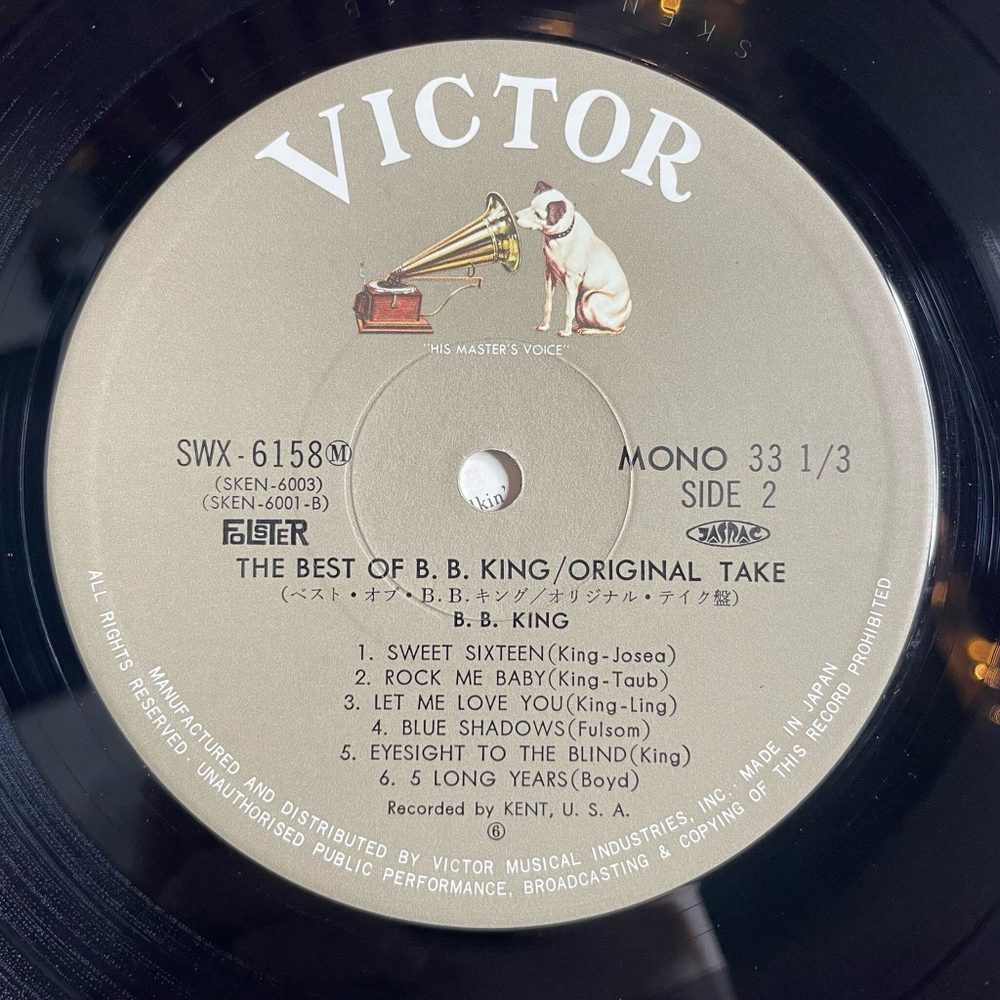 VICTOR
"HIS MASTER'S VOICE"
SWX-6158Ⓜ
(SKEN-6003)
(SKEN-6001-B)
FOLSTER
MONO 33 1/3
SIDE 2
JASRAC
lkin'
THE BEST OF B. B. KING/ORIGINAL TAKE
(ベスト・オブ・B. B. キング/オリジナル・テイク盤)
B. B. KING
1. SWEET SIXTEEN(King-Josea)
2. ROCK ME BABY(King-Taub)
3. LET ME LOVE YOU(King-Ling)
4. BLUE SHADOWS(Fulsom)
5. EYESIGHT TO THE BLIND(King)
6. 5 LONG YEARS(Boyd)
Recorded by KENT, U. S. A.
⑥
MANUFACTURED AND DISTRIBUTED BY VICTOR MUSICAL INDUSTRIES, INC.. MADE IN JAPAN
ALL RIGHTS RESERVED. UNAUTHORISED PUBLIC PERFORMANCE, BROADCASTING & COPYING OF THIS RECORD PROHIBITED